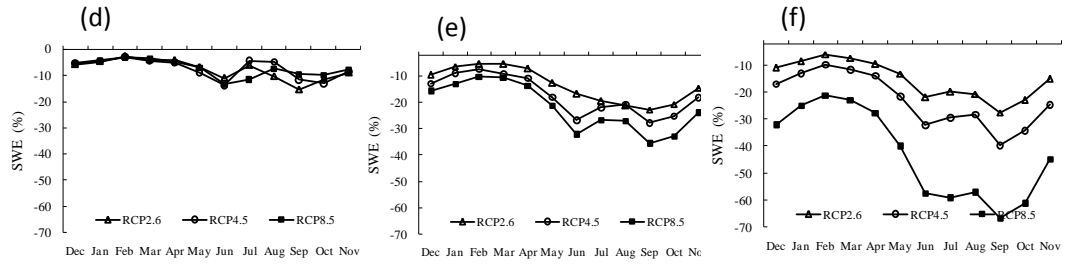 (d)
0
-10
-20
-30
-40
-50
-60
-70
SWE (%)
RCP2.6 RCP4.5 RCP8.5
Dec Jan Feb Mar Apr May Jun Jul Aug Sep Oct Nov
(e)
-10
-20
-30
-40
-50
-60
-70
SWE (%)
RCP2.6 RCP4.5 RCP8.5
Dec Jan Feb Mar Apr May Jun Jul Aug Sep Oct Nov
(f)
-10
-20
-30
-40
-50
-60
-70
SWE (%)
RCP2.6 RCP4.5 RCP8.5
Dec Jan Feb Mar Apr May Jun Jul Aug Sep Oct Nov